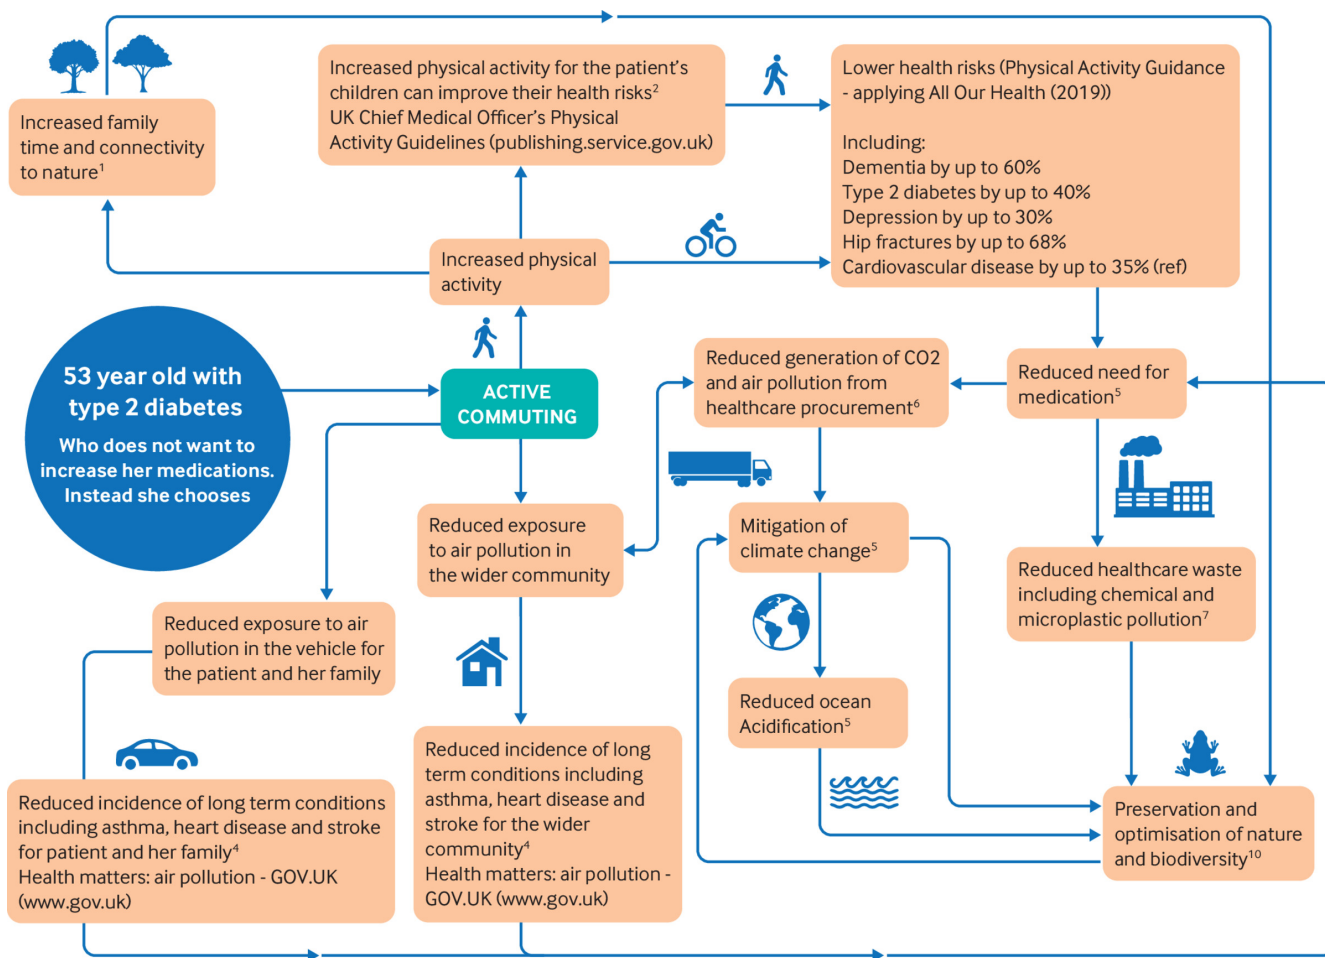 Increased family
time and connectivity
to nature¹
Increased physical activity for the patient's
children can improve their health risks²
UK Chief Medical Officer's Physical
Activity Guidelines (publishing.service.gov.uk)
Lower health risks (Physical Activity Guidance
- applying All Our Health (2019))
Including:
Dementia by up to 60%
Type 2 diabetes by up to 40%
Depression by up to 30%
Hip fractures by up to 68%
Cardiovascular disease by up to 35% (ref)
Increased physical
activity
53 year old with
type 2 diabetes
Who does not want to
increase her medications.
Instead she chooses
ACTIVE
COMMUTING
Reduced generation of CO2
and air pollution from
healthcare procurement⁶
Reduced need for
medication⁵
Reduced exposure
to air pollution in
the wider community
Mitigation of
climate change⁵
Reduced healthcare waste
including chemical and
microplastic pollution⁷
Reduced exposure to air
pollution in the vehicle for
the patient and her family
Reduced ocean
Acidification⁵
Reduced incidence of long term conditions
including asthma, heart disease and stroke
for patient and her family⁴
Health matters: air pollution - GOV.UK
(www.gov.uk)
Reduced incidence of long
term conditions including
asthma, heart disease and
stroke for the wider
community⁴
Health matters: air pollution -
GOV.UK (www.gov.uk)
Preservation and
optimisation of nature
and biodiversity¹⁰